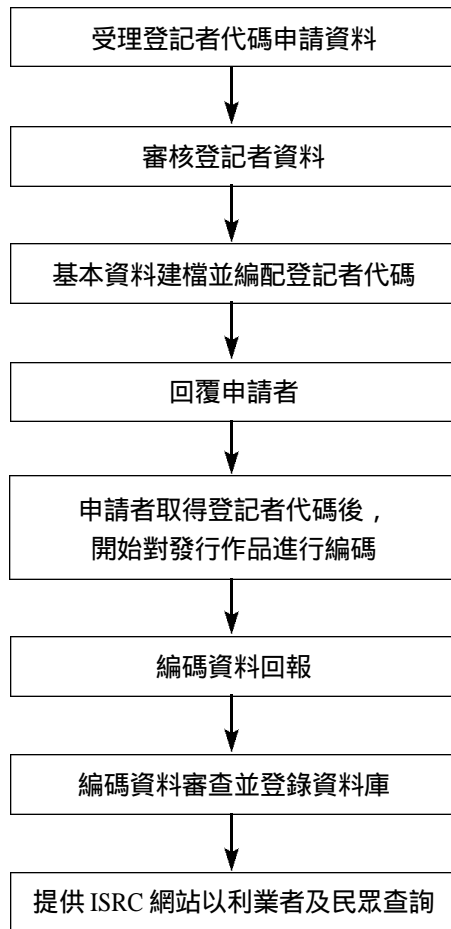 受理登記者代碼申請資料
審核登記者資料
基本資料建檔並編配登記者代碼
回覆申請者
申請者取得登記者代碼後，
開始對發行作品進行編碼
編碼資料回報
編碼資料審查並登錄資料庫
提供 ISRC 網站以利業者及民眾查詢